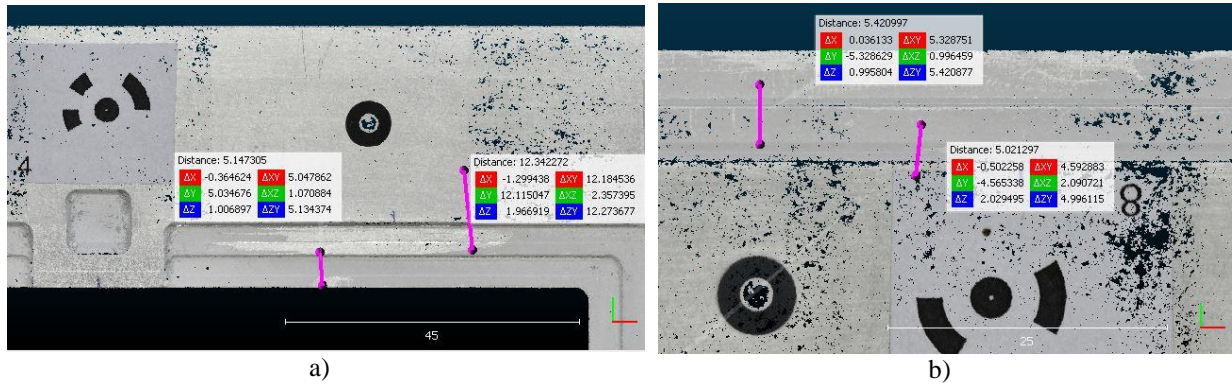 Distance: 5.147305
ΔX -0.364624 ΔXY 5.047862
ΔY 5.034676 ΔXZ 1.070884
ΔZ 1.006897 ΔZY 5.134374
Distance: 12.342272
ΔX -1.299438 ΔXY 12.184536
ΔY 12.115047 ΔXZ 2.357395
ΔZ 1.966919 ΔZY 12.273677
4
45
a)
Distance: 5.420997
ΔX 0.036133 ΔXY 5.328751
ΔY -5.328629 ΔXZ 0.996459
ΔZ 0.995804 ΔZY 5.420877
Distance: 5.021297
ΔX -0.502258 ΔXY 4.592883
ΔY -4.565338 ΔXZ 2.090721
ΔZ 2.029495 ΔZY 4.996115
8
25
b)